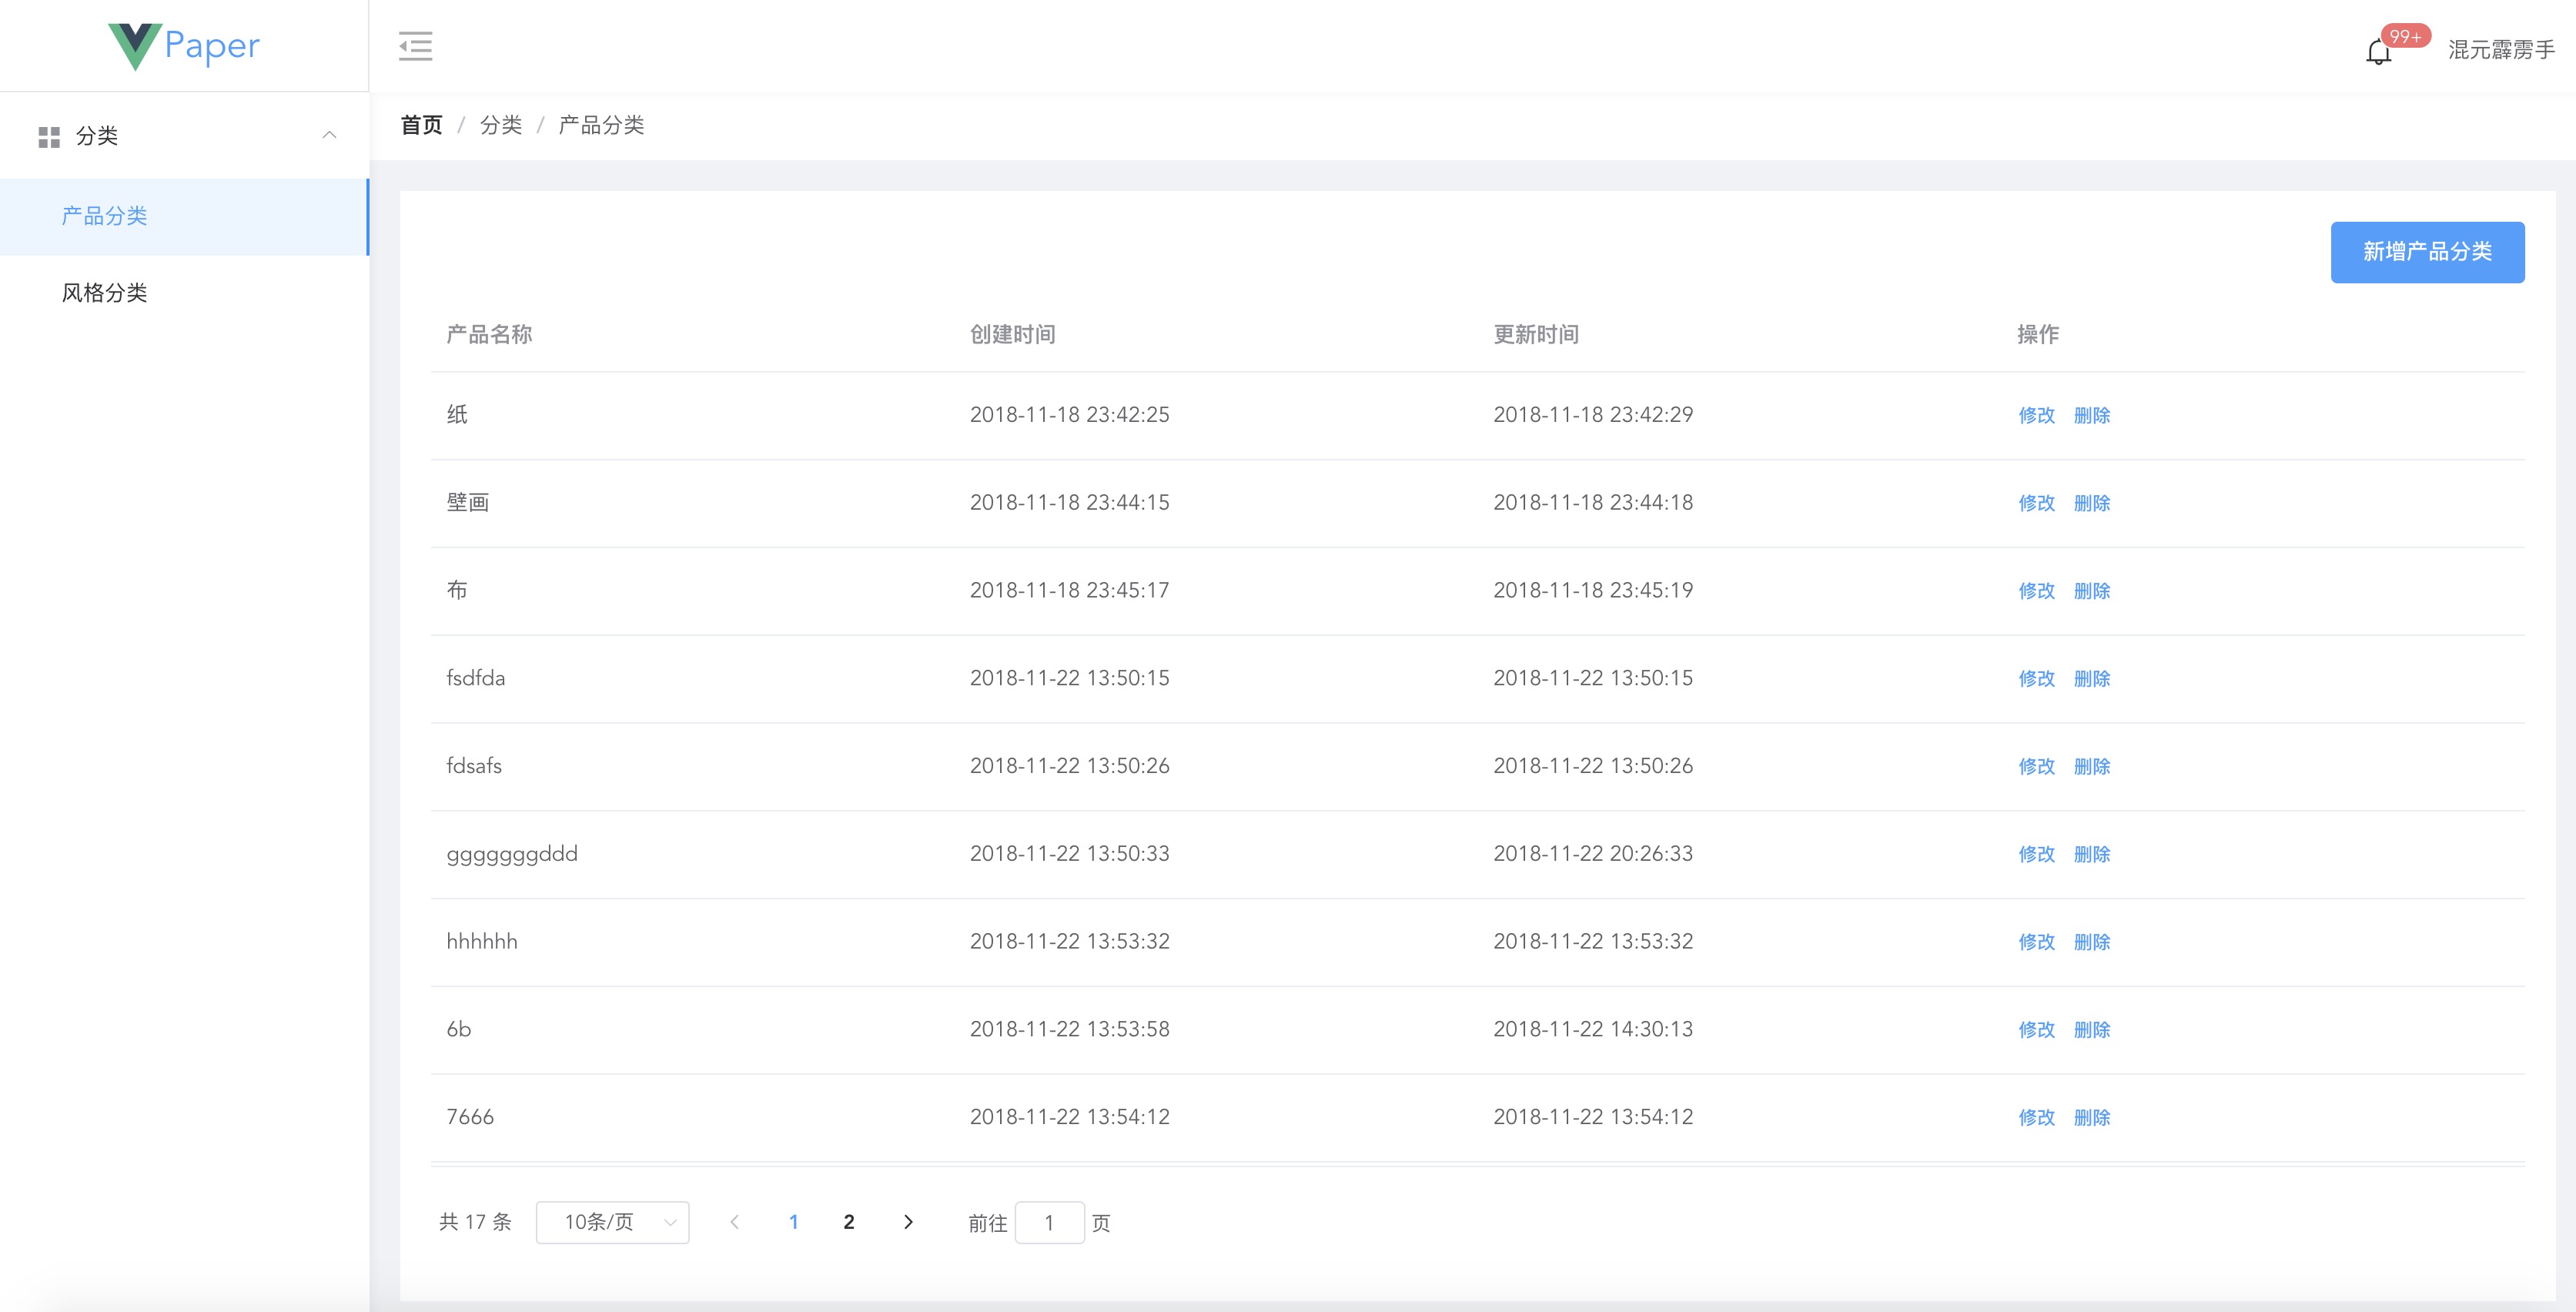 Paper
99+
混元霹雳手
分类
产品分类
风格分类
首页 / 分类 / 产品分类
新增产品分类
产品名称 创建时间 更新时间 操作
纸 2018-11-18 23:42:25 2018-11-18 23:42:29 修改 删除
壁画 2018-11-18 23:44:15 2018-11-18 23:44:18 修改 删除
布 2018-11-18 23:45:17 2018-11-18 23:45:19 修改 删除
fsdfda 2018-11-22 13:50:15 2018-11-22 13:50:15 修改 删除
fdsafs 2018-11-22 13:50:26 2018-11-22 13:50:26 修改 删除
gggggggddd 2018-11-22 13:50:33 2018-11-22 20:26:33 修改 删除
hhhhhh 2018-11-22 13:53:32 2018-11-22 13:53:32 修改 删除
6b 2018-11-22 13:53:58 2018-11-22 14:30:13 修改 删除
7666 2018-11-22 13:54:12 2018-11-22 13:54:12 修改 删除
共 17 条 10条/页 1 2 前往 1 页